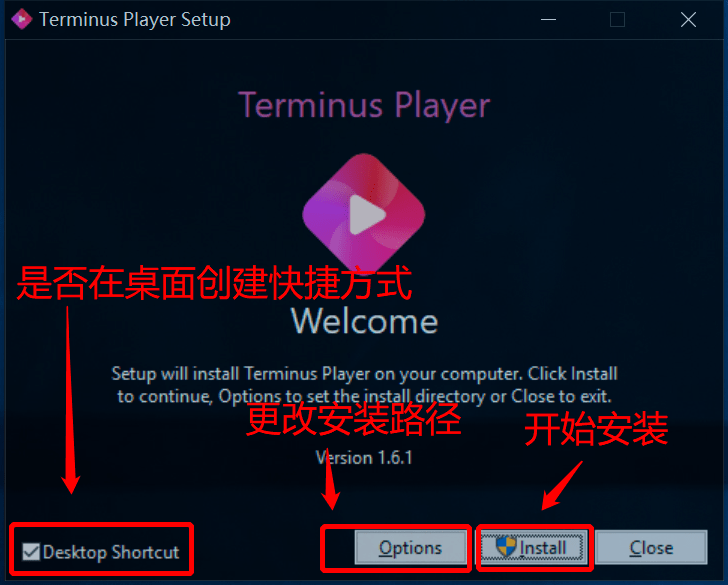 Terminus Player Setup
Terminus Player
是否在桌面创建快捷方式
Welcome
Setup will install Terminus Player on your computer. Click Install
to continue, Options to set the install directory or Close to exit.
更改安装路径
开始安装
Version 1.6.1
Desktop Shortcut
Options
Install
Close